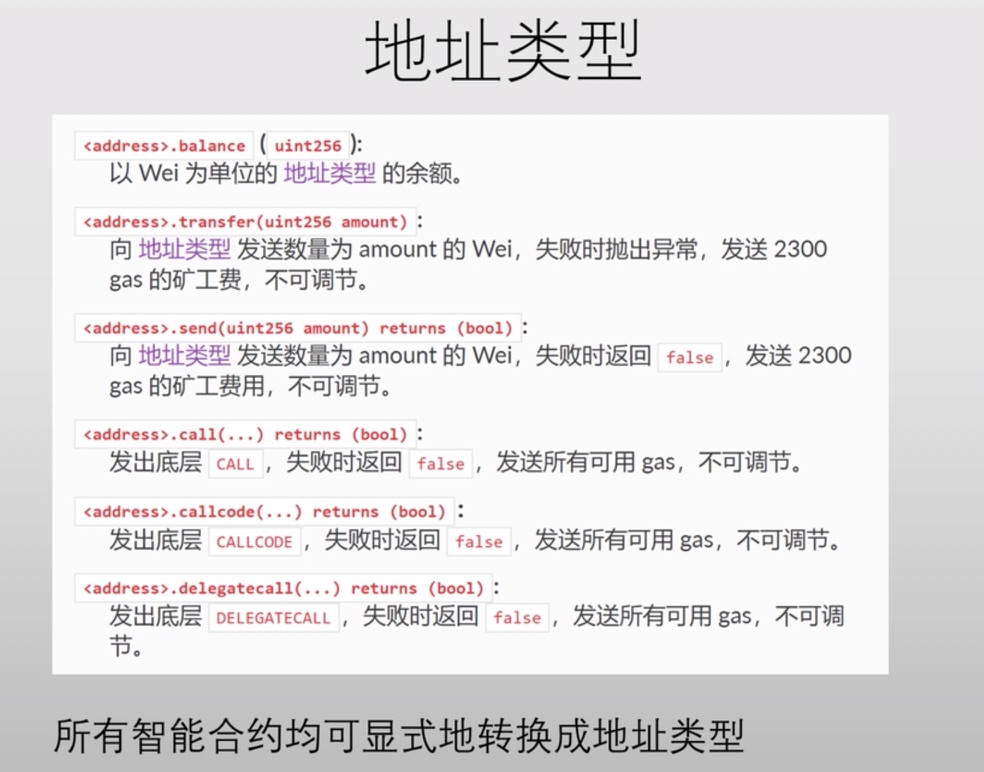 地址类型
<address>.balance ( uint256 ):
以 Wei 为单位的 地址类型 的余额。
<address>.transfer(uint256 amount) :
向 地址类型 发送数量为 amount 的 Wei，失败时抛出异常，发送 2300
gas 的矿工费，不可调节。
<address>.send(uint256 amount) returns (bool) :
向 地址类型 发送数量为 amount 的 Wei，失败时返回 false ，发送 2300
gas 的矿工费用，不可调节。
<address>.call(...) returns (bool) :
发出底层 CALL ，失败时返回 false ，发送所有可用 gas，不可调节。
<address>.callcode(...) returns (bool) :
发出底层 CALLCODE ，失败时返回 false ，发送所有可用 gas，不可调节。
<address>.delegatecall(...) returns (bool) :
发出底层 DELEGATECALL ，失败时返回 false ，发送所有可用 gas，不可调
节。
所有智能合约均可显式地转换成地址类型